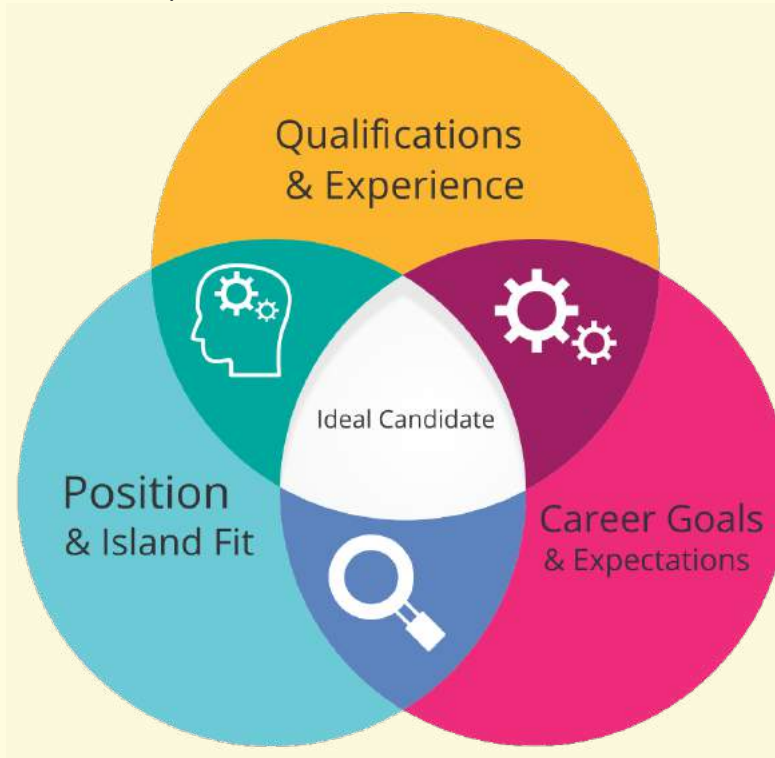 Qualifications
& Experience
Ideal Candidate
Position
& Island Fit
Career Goals
& Expectations